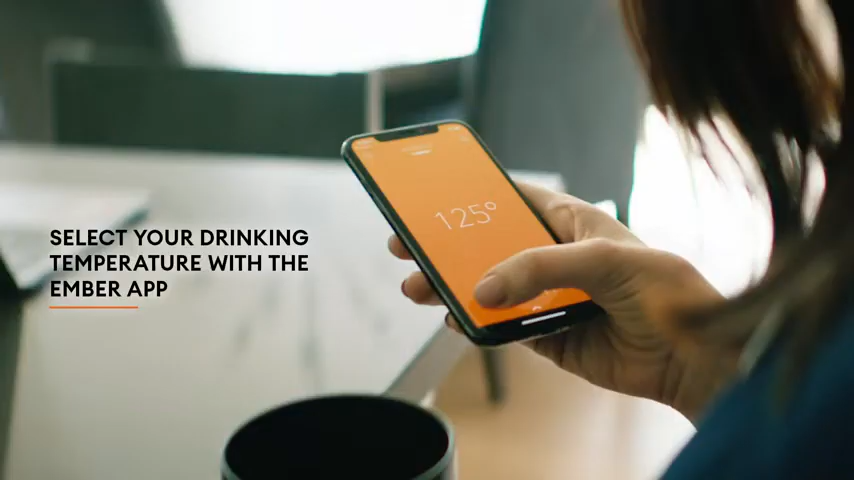 SELECT YOUR DRINKING
TEMPERATURE WITH THE
EMBER APP
125°